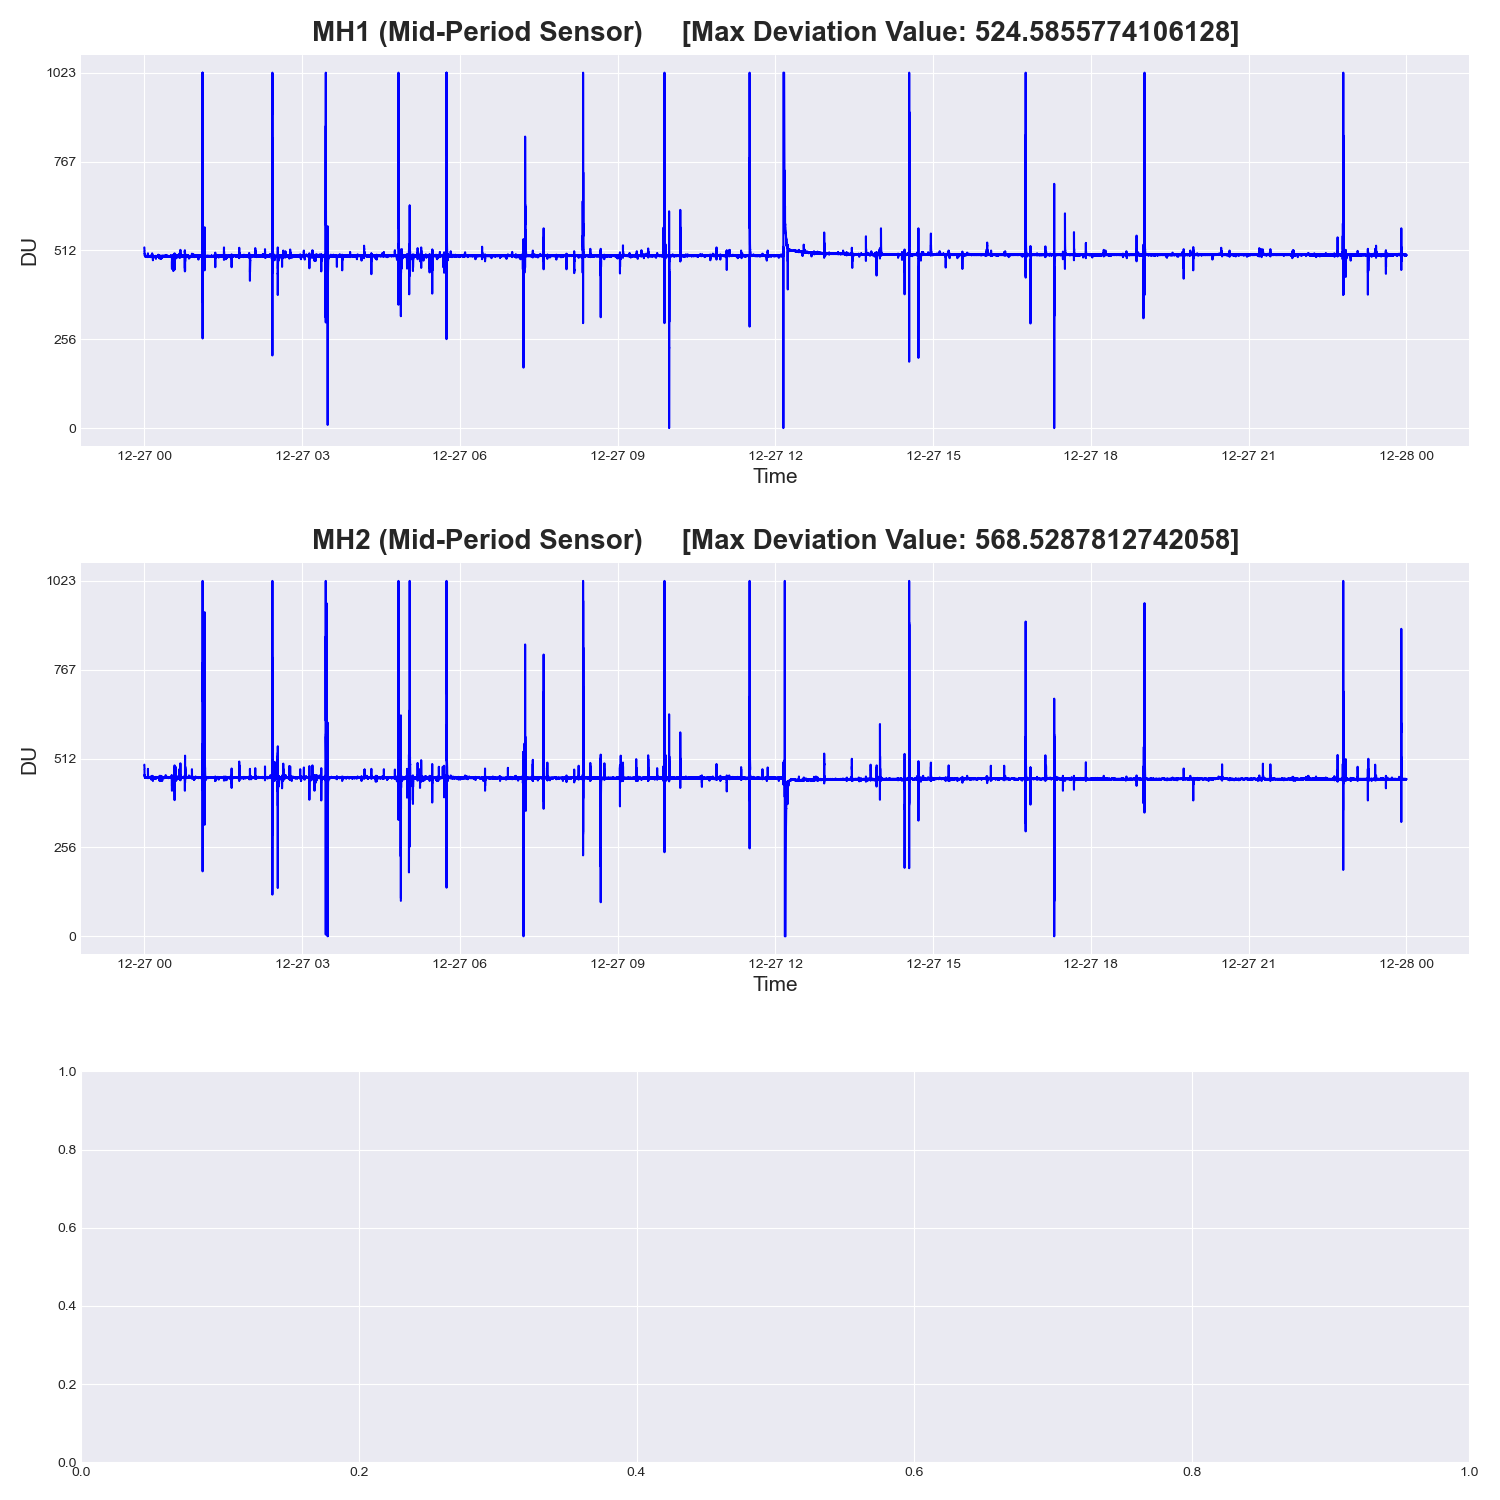 MH1 (Mid-Period Sensor) [Max Deviation Value: 524.5855774106128]
1023
767
512
256
0
DU
12-27 00 12-27 03 12-27 06 12-27 09 12-27 12 12-27 15 12-27 18 12-27 21 12-28 00
Time
MH2 (Mid-Period Sensor) [Max Deviation Value: 568.5287812742058]
1023
767
512
256
0
DU
12-27 00 12-27 03 12-27 06 12-27 09 12-27 12 12-27 15 12-27 18 12-27 21 12-28 00
Time
1.0
0.8
0.6
0.4
0.2
0.0
0.0 0.2 0.4 0.6 0.8 1.0